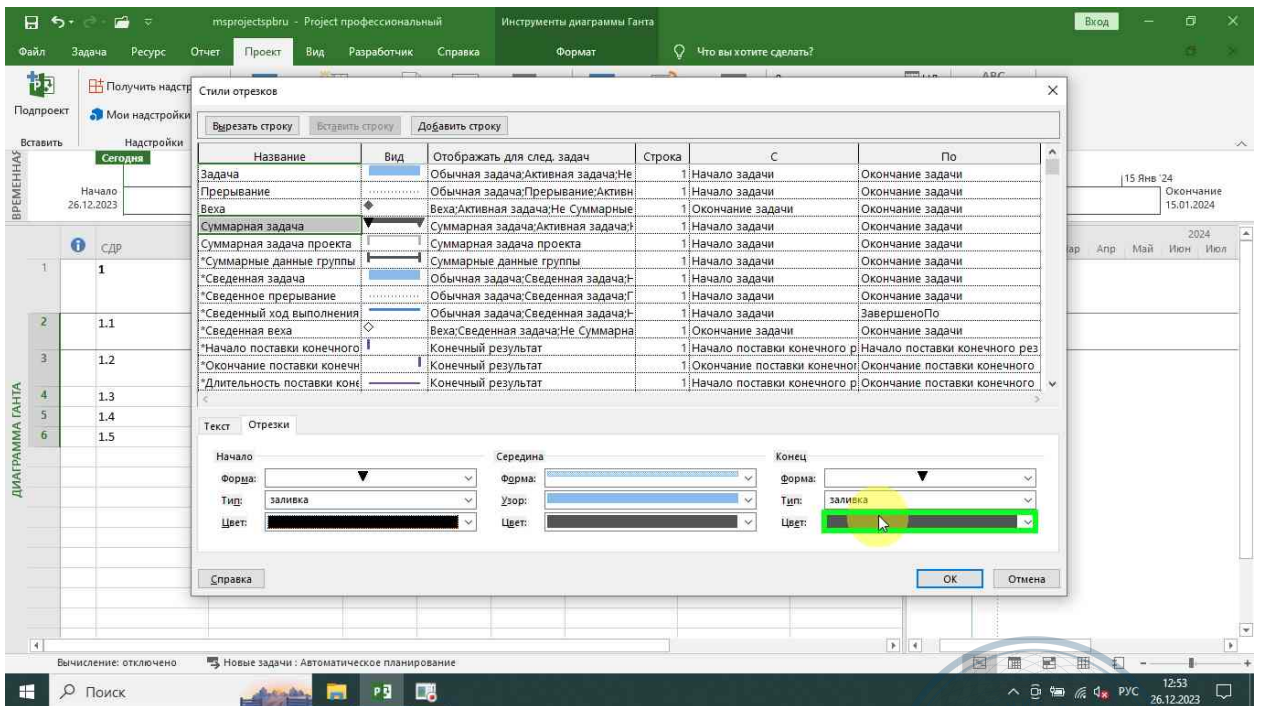 msprojectspbru - Project профессиональный
Инструменты диаграммы Ганта
Вход
Файл Задача Ресурс Отчет Проект Вид Разработчик Справка Формат Что вы хотите сделать?
Подпроект
Получить надстр
Мои надстройки
Вставить Надстройки
Стили отрезков
Вырезать строку Вставить строку Добавить строку
Название Вид Отображать для след. задач Строка С По
Задача Обычная задача;Активная задача;Не 1 Начало задачи Окончание задачи
Прерывание Обычная задача;Прерывание;Активн 1 Начало задачи Окончание задачи
Веха Веха;Активная задача;Не Суммарные 1 Окончание задачи Окончание задачи
Суммарная задача Суммарная задача;Активная задача;Н 1 Начало задачи Окончание задачи
Суммарная задача проекта Суммарная задача проекта 1 Начало задачи Окончание задачи
*Суммарные данные группы Суммарные данные группы 1 Начало задачи Окончание задачи
*Сведенная задача Обычная задача;Сведенная задача;Н 1 Начало задачи Окончание задачи
*Сведенное прерывание Обычная задача;Сведенная задача;П 1 Начало задачи Окончание задачи
*Сведенный ход выполнения Обычная задача;Сведенная задача;Н 1 Начало задачи ЗавершеноПо
*Сведенная веха Веха;Сведенная задача;Не Суммарна 1 Окончание задачи Окончание задачи
*Начало поставки конечного Конечный результат 1 Начало поставки конечного р Начало поставки конечного рез
*Окончание поставки конечн Конечный результат 1 Окончание поставки конечног Окончание поставки конечного
*Длительность поставки коне Конечный результат 1 Начало поставки конечного р Окончание поставки конечного
Текст Отрезки
Начало Середина Конец
Форма: Форма: Форма:
Тип: заливка Узор: Тип: заливка
Цвет: Цвет: Цвет:
Справка ОК Отмена
ВРЕМЕННАЯ
Сегодня
Начало
26.12.2023
15 Янв '24
Окончание
15.01.2024
2024
Апр Май Июн Июл
СДР
1 1
2 1.1
3 1.2
4 1.3
5 1.4
6 1.5
ДИАГРАММА ГАНТА
Вычисление: отключено Новые задачи : Автоматическое планирование
Поиск
РУС
12:53
26.12.2023